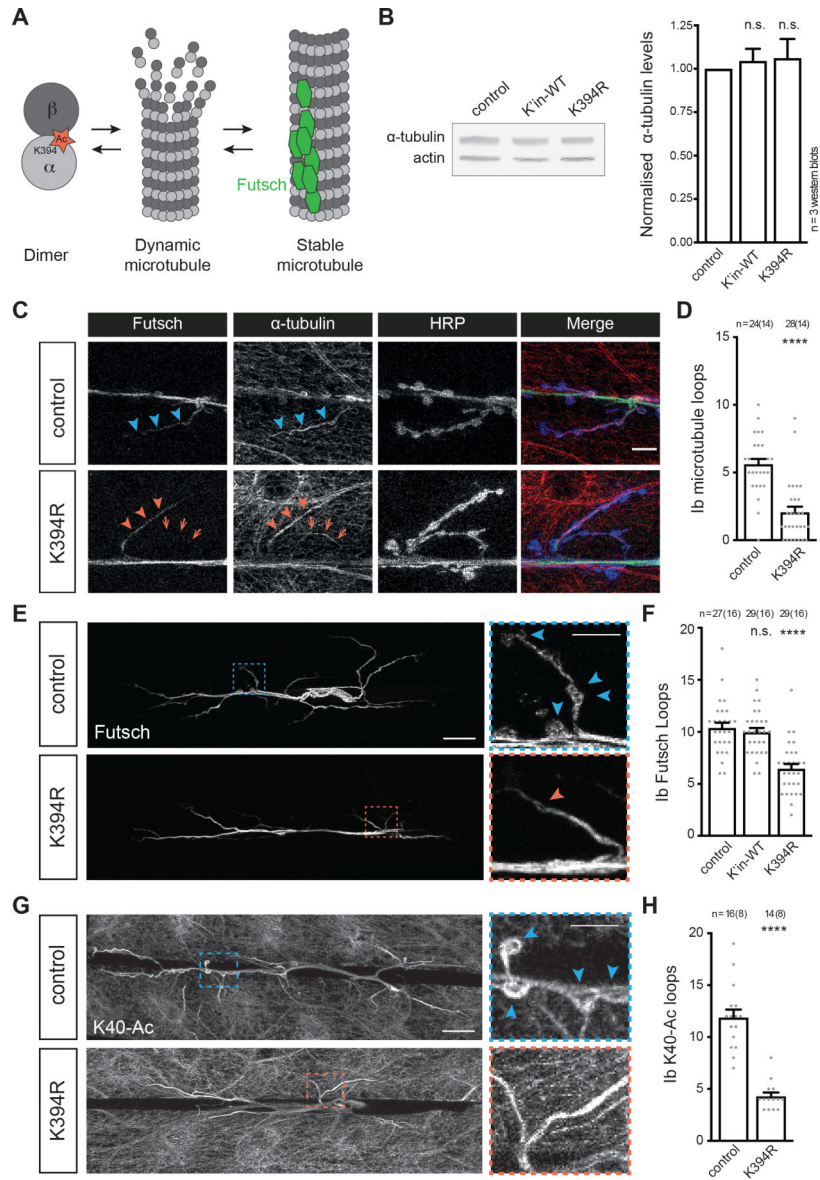 A
β
Ac
K394
α
Futsch
Dimer
Dynamic
microtubule
Stable
microtubule
B
control
K'in-WT
K394R
α-tubulin
actin
Normalised α-tubulin levels
1.25
1.00
0.75
0.50
0.25
0.00
n.s.
n.s.
control
K'in-WT
K394R
n = 3 western blots
C
Futsch
α-tubulin
HRP
Merge
control
K394R
D
n=24(14)
28(14)
****
Ib microtubule loops
15
10
5
0
control
K394R
E
control
Futsch
K394R
F
n=27(16)
29(16)
29(16)
n.s.
****
Ib Futsch Loops
20
15
10
5
0
control
K'in-WT
K394R
G
control
K40-Ac
K394R
H
n=16(8)
14(8)
****
Ib K40-Ac loops
20
15
10
5
0
control
K394R